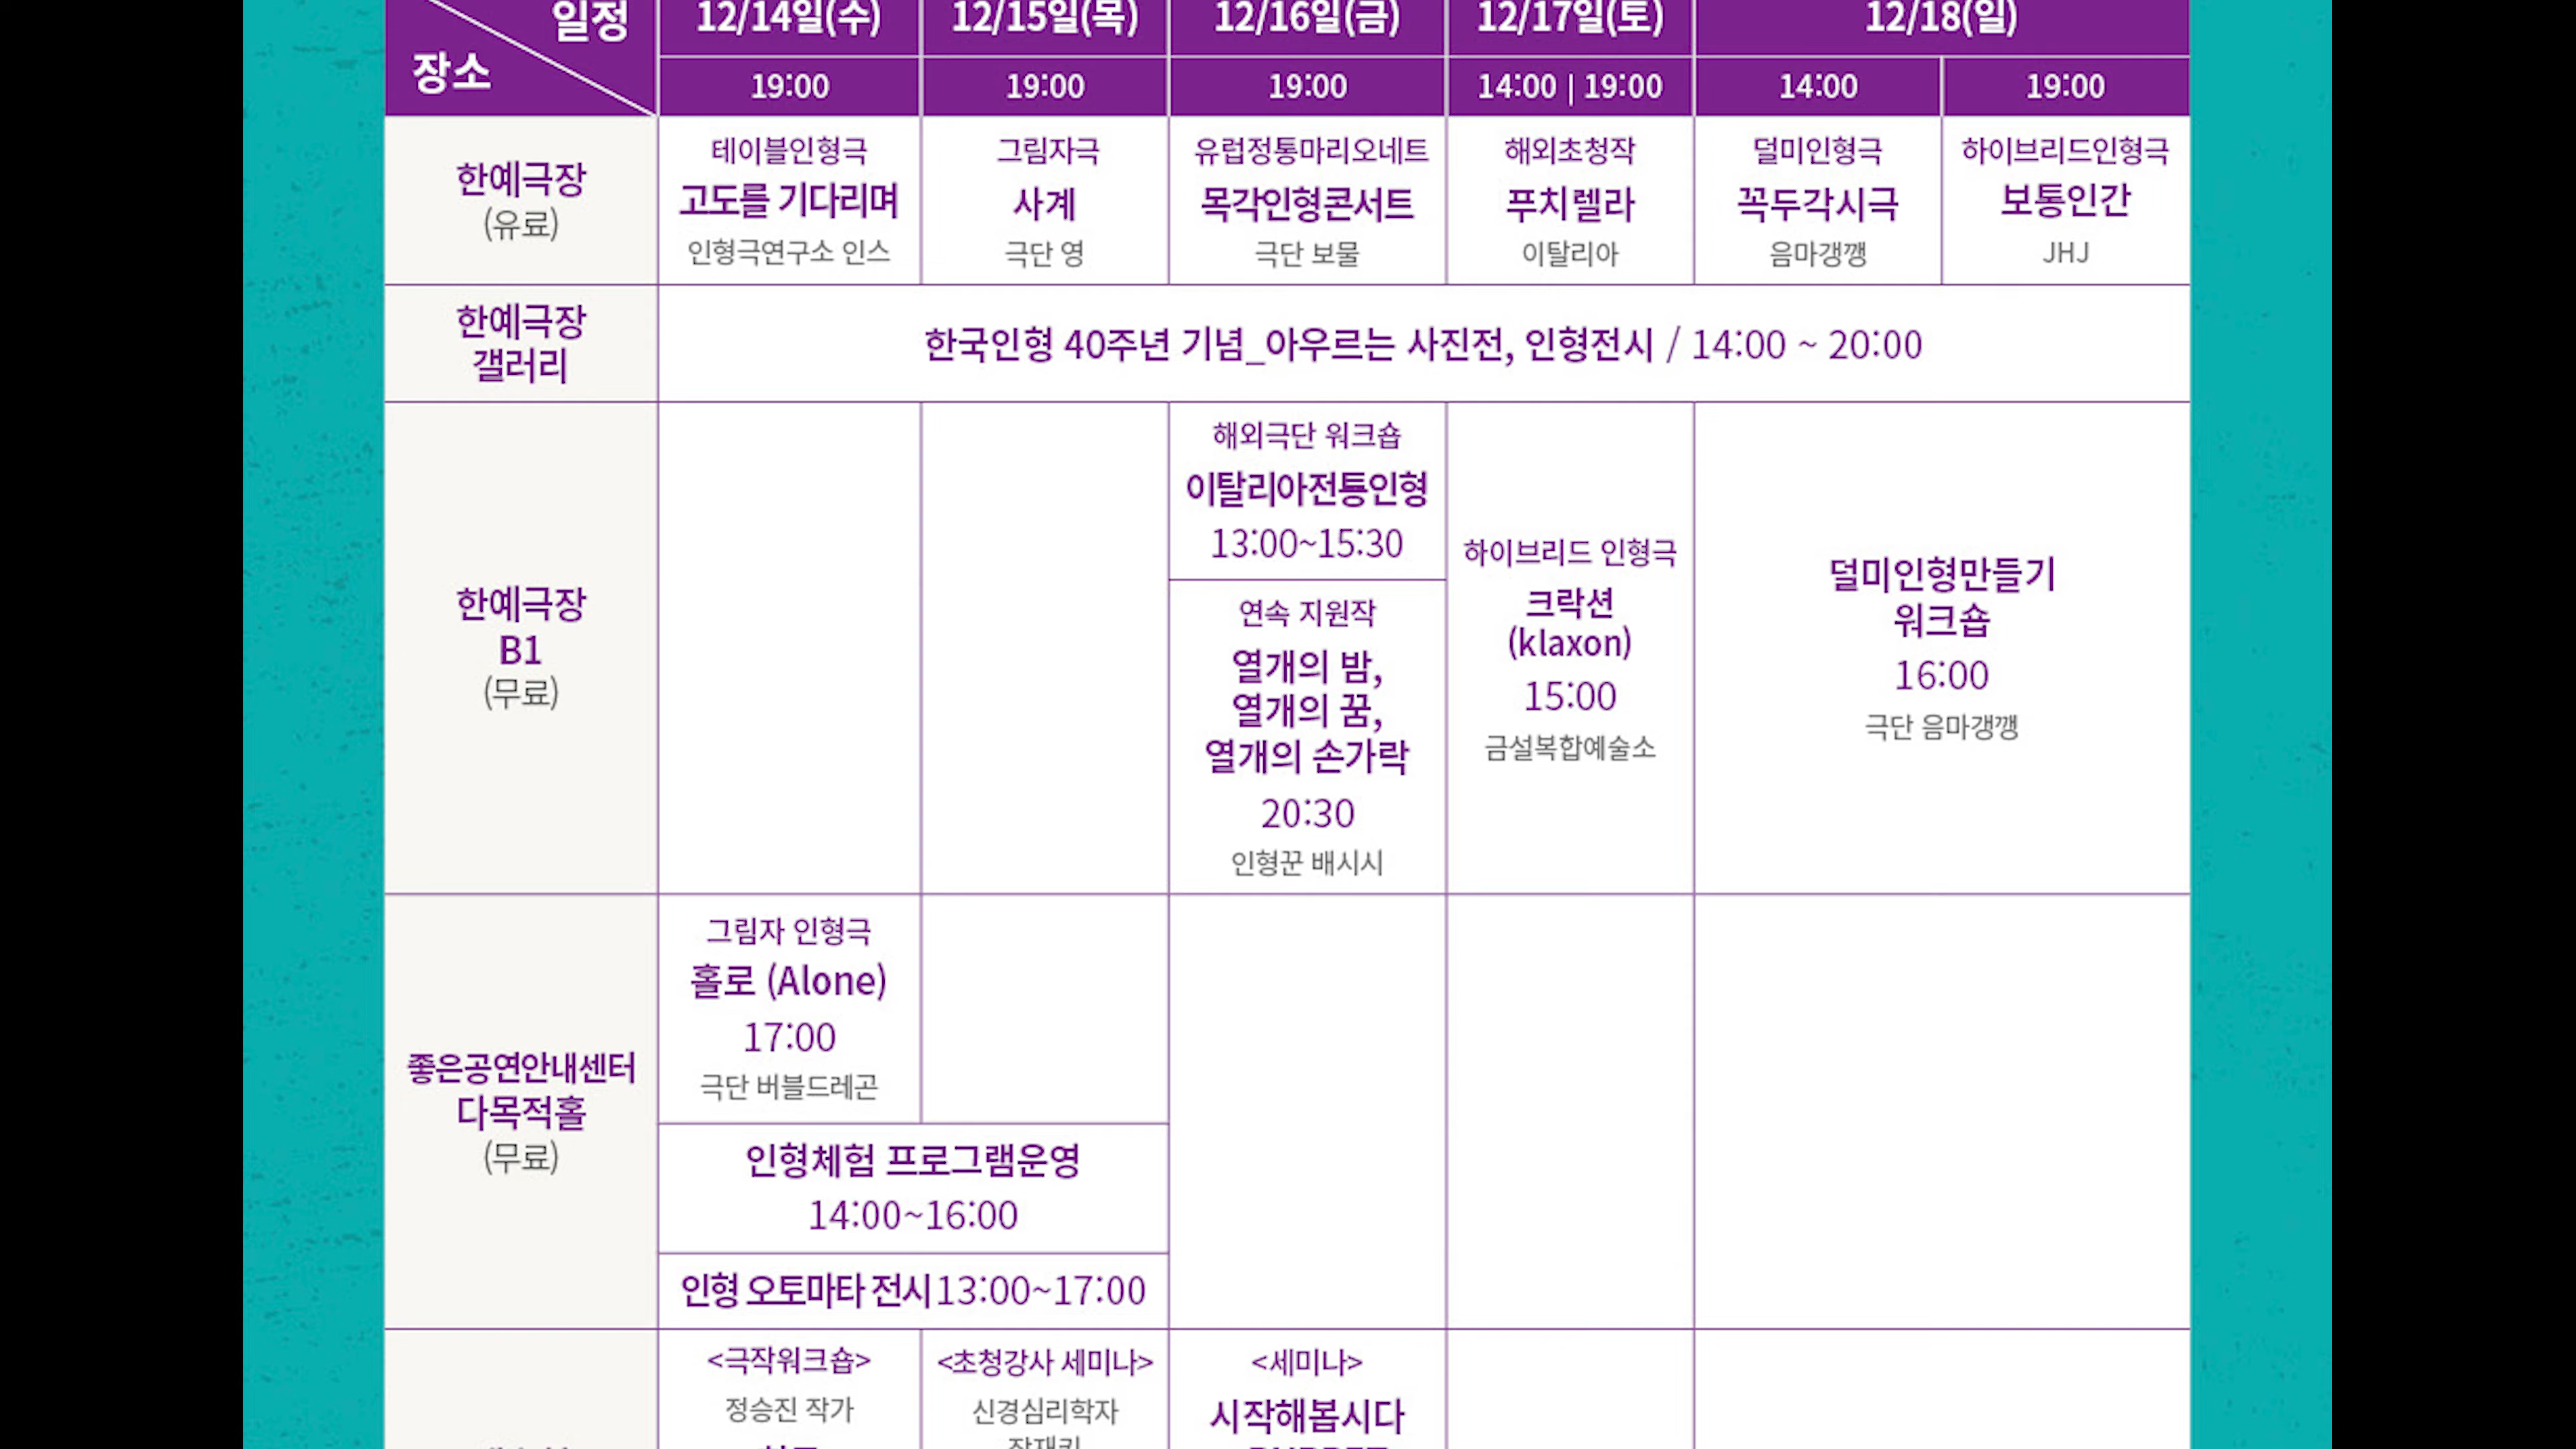 일정
장소
12/14일(수)
12/15일(목)
12/16일(금)
12/17일(토)
12/18(일)
19:00
19:00
19:00
14:00 | 19:00
14:00
19:00
한예극장
(유료)
테이블인형극
고도를 기다리며
인형극연구소 인스
그림자극
사계
극단 영
유럽정통마리오네트
목각인형콘서트
극단 보물
해외초청작
푸치렐라
이탈리아
덜미인형극
꼭두각시극
음마갱깽
하이브리드인형극
보통인간
JHJ
한예극장
갤러리
한국인형 40주년 기념_아우르는 사진전, 인형전시 / 14:00 ~ 20:00
한예극장
B1
(무료)
해외극단 워크숍
이탈리아전통인형
13:00~15:30
연속 지원작
열개의 밤,
열개의 꿈,
열개의 손가락
20:30
인형꾼 배시시
하이브리드 인형극
크락션
(klaxon)
15:00
금설복합예술소
덜미인형만들기
워크숍
16:00
극단 음마갱깽
좋은공연안내센터
다목적홀
(무료)
그림자 인형극
홀로 (Alone)
17:00
극단 버블드레곤
인형체험 프로그램운영
14:00~16:00
인형 오토마타 전시 13:00~17:00
<극작워크숍>
정승진 작가
<초청강사 세미나>
신경심리학자
<세미나>
시작해봅시다